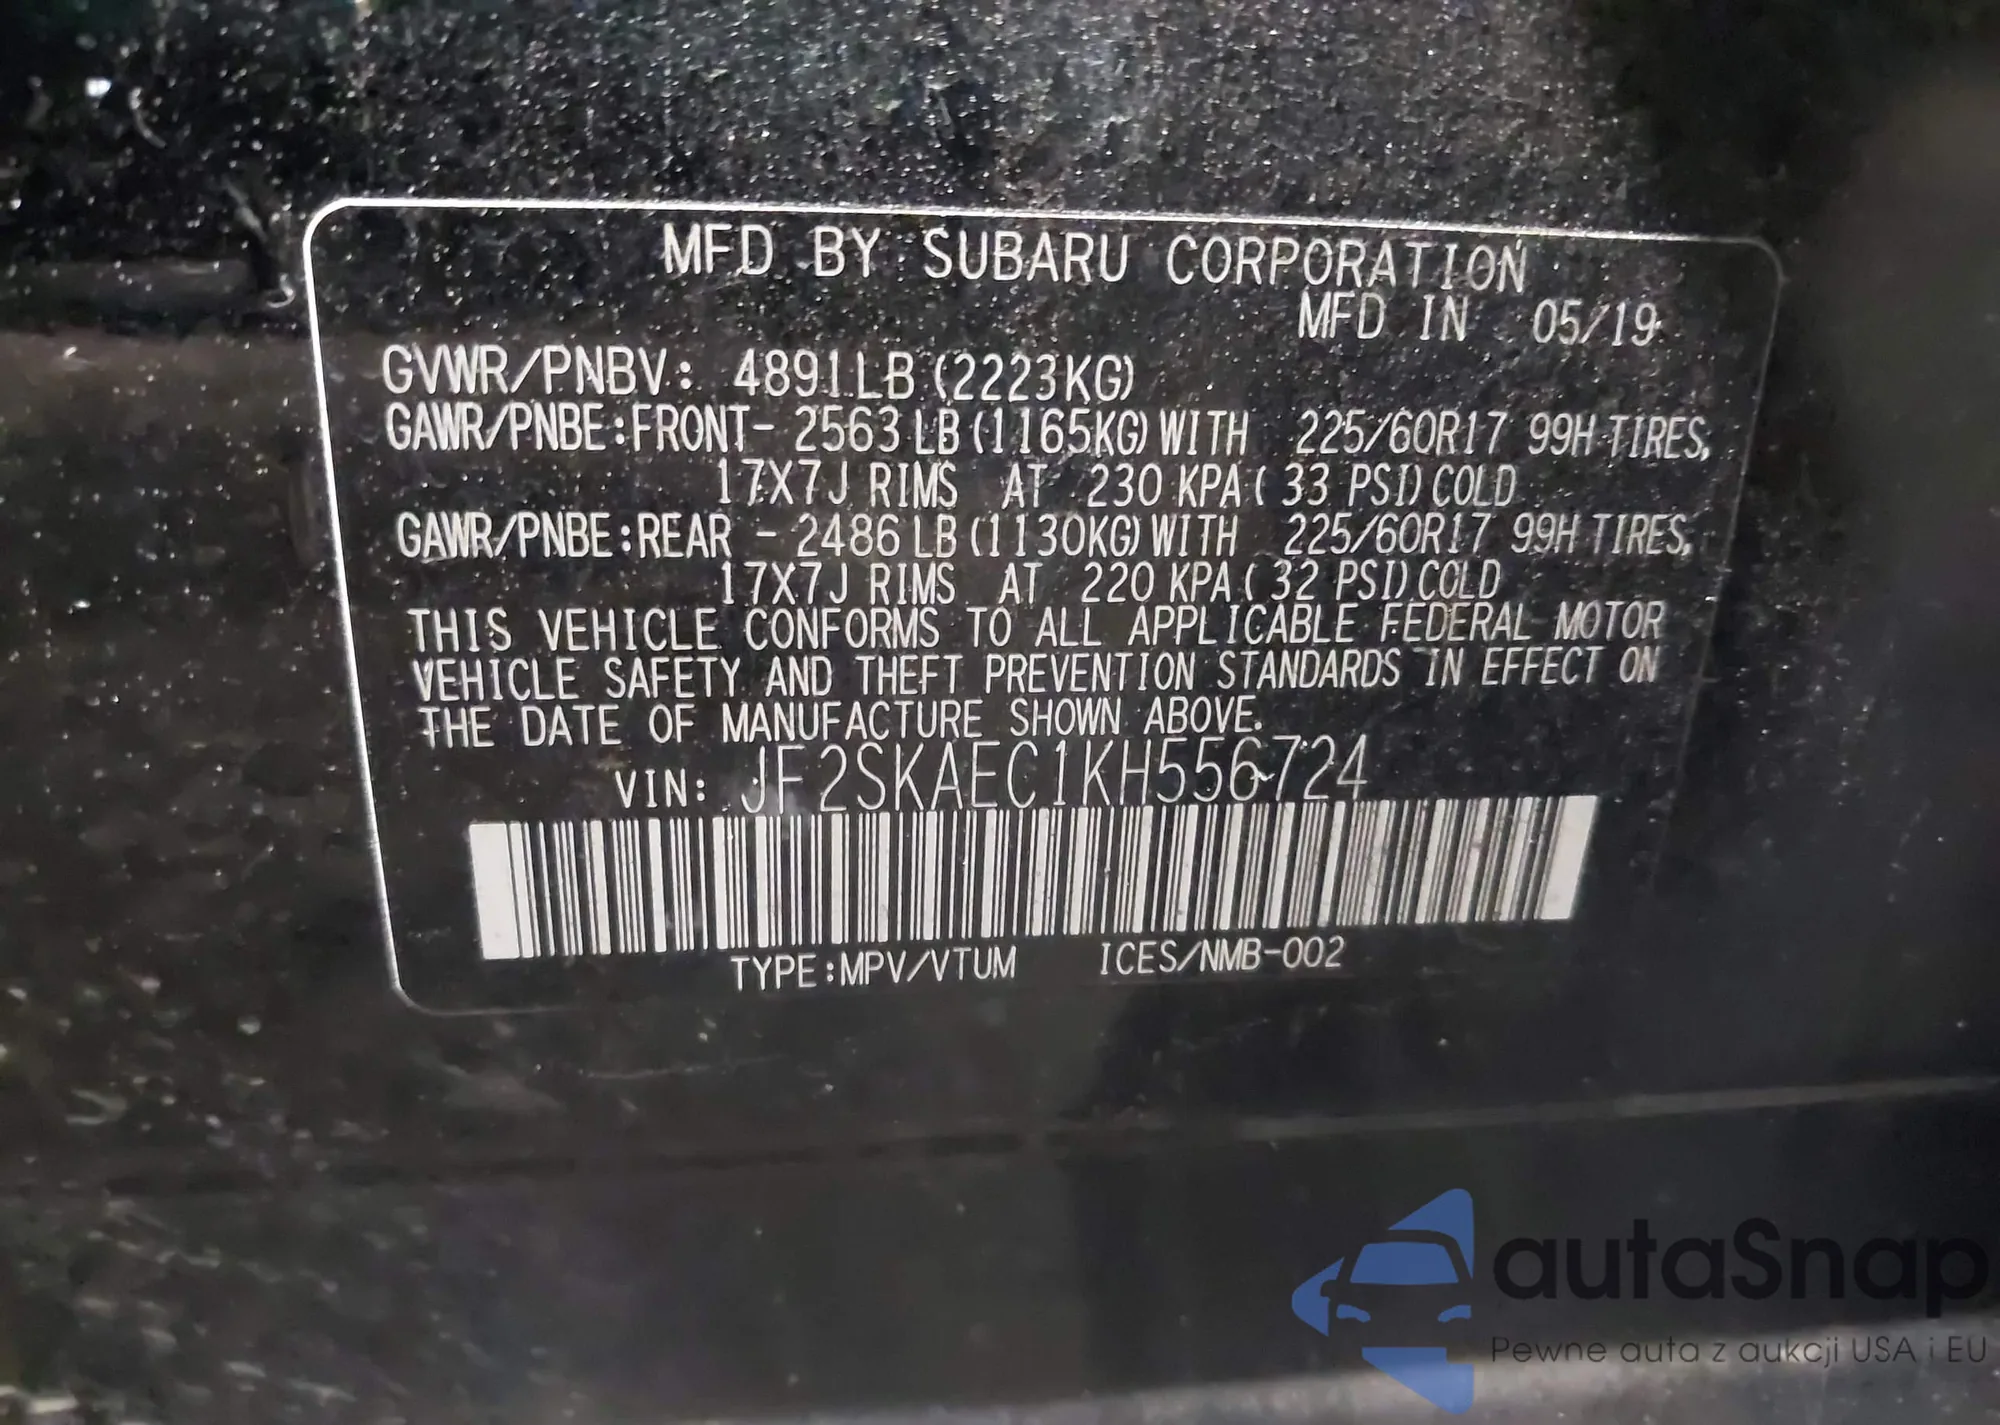 MFD BY SUBARU CORPORATION
MFD IN 05/19
GVWR/PNBV: 4891LB (2223KG)
GAWR/PNBE:FRONT- 2563 LB (1165KG) WITH 225/60R17 99H TIRES,
17X7J RIMS AT 230 KPA ( 33 PSI) COLD
GAWR/PNBE:REAR - 2486 LB (1130KG) WITH 225/60R17 99H TIRES,
17X7J RIMS AT 220 KPA ( 32 PSI) COLD
THIS VEHICLE CONFORMS TO ALL APPLICABLE FEDERAL MOTOR
VEHICLE SAFETY AND THEFT PREVENTION STANDARDS IN EFFECT ON
THE DATE OF MANUFACTURE SHOWN ABOVE.
VIN: JF2SKAEC1KH556724
TYPE:MPV/VTUM ICES/NMB-002
autaSnap
Pewne auta z aukcji USA i EU